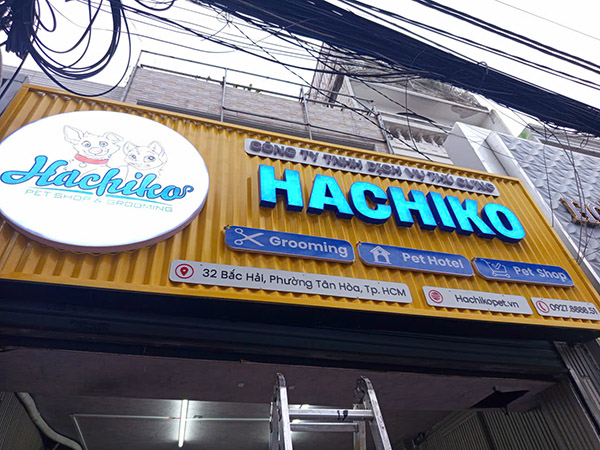 Hachiko
PET SHOP & GROOMING
CÔNG TY TNHH DỊCH VỤ THÚ CƯNG
HACHIKO
Grooming
Pet Hotel
Pet Shop
32 Bắc Hải, Phường Tân Hòa, Tp. HCM
Hachikopet.vn
0927.8888.51